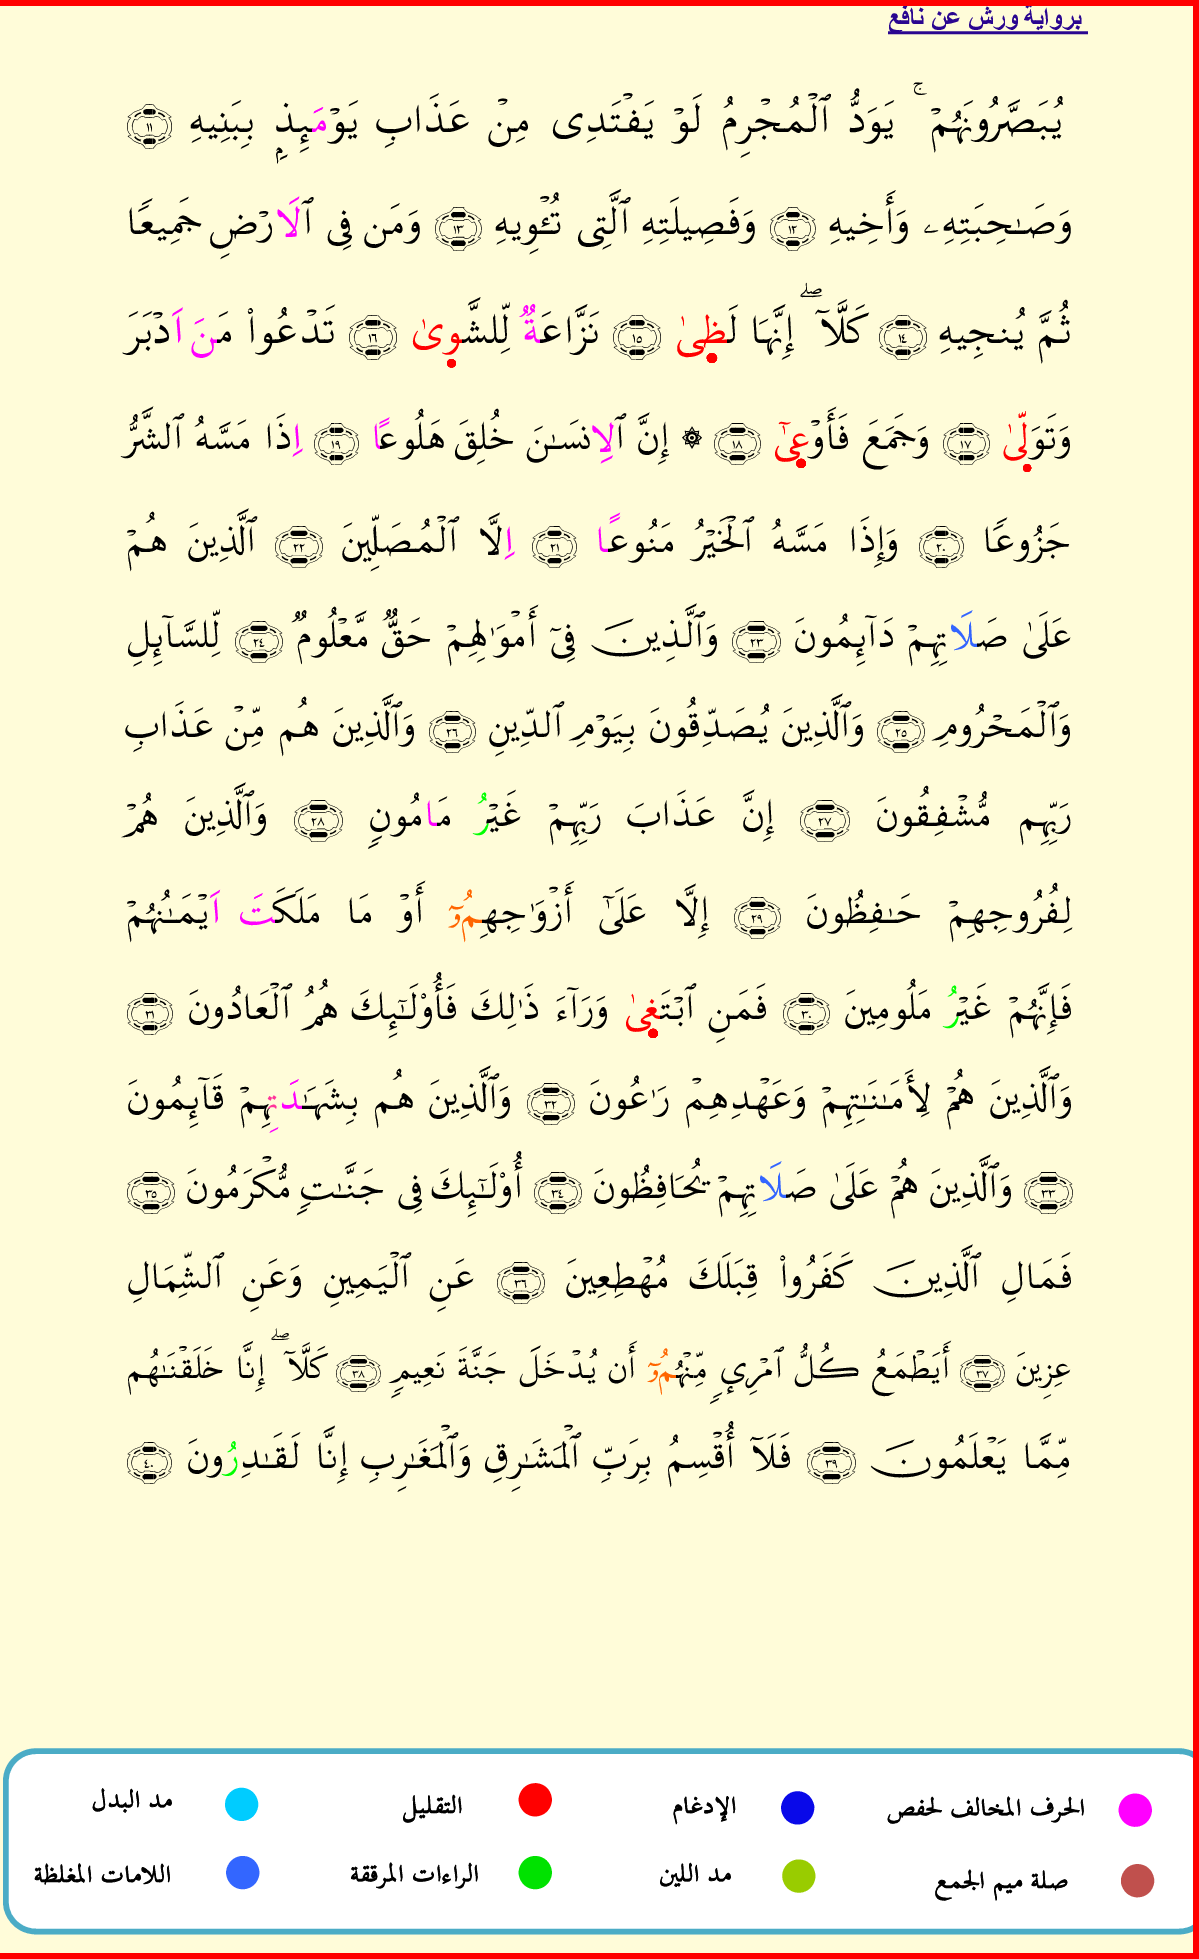 برواية ورش عن نافع
يُبَصَّرُونَهُمْ ۚ يَوَدُّ ٱلْمُجْرِمُ لَوْ يَفْتَدِى مِنْ عَذَابِ يَوْمَئِذٍۭ بِبَنِيهِ ١١
وَصَـٰحِبَتِهِۦ وَأَخِيهِ ١٢ وَفَصِيلَتِهِ ٱلَّتِى تُـْٔوِيهِ ١٣ وَمَن فِى ٱلَارْضِ جَمِيعًا
ثُمَّ يُنجِيهِ ١٤ كَلَّآ ۖ إِنَّهَا لَظ۪ىٰ ١٥ نَزَّاعَةٌ لِّلشَّو۪ىٰ ١٦ تَدْعُوا۟ مَنَ اَدْبَرَ
وَتَوَلّ۪ىٰ ١٧ وَجَمَعَ فَأَوْع۪ىٰٓ ١٨ ۞ إِنَّ ٱلِانسَـٰنَ خُلِقَ هَلُوعًا ١٩ اِذَا مَسَّهُ ٱلشَّرُّ
جَزُوعًا ٢٠ وَإِذَا مَسَّهُ ٱلْخَيْرُ مَنُوعًا ٢١ اِلَّا ٱلْمُصَلِّينَ ٢٢ ٱلَّذِينَ هُمْ
عَلَىٰ صَلَاتِهِمْ دَآئِمُونَ ٢٣ وَٱلَّذِينَ فِىٓ أَمْوَٰلِهِمْ حَقٌّ مَّعْلُومٌ ٢٤ لِّلسَّآئِلِ
وَٱلْمَحْرُومِ ٢٥ وَٱلَّذِينَ يُصَدِّقُونَ بِيَوْمِ ٱلدِّينِ ٢٦ وَٱلَّذِينَ هُم مِّنْ عَذَابِ
رَبِّهِم مُّشْفِقُونَ ٢٧ إِنَّ عَذَابَ رَبِّهِمْ غَيْرُ مَامُونٍ ٢٨ وَٱلَّذِينَ هُمْ
لِفُرُوجِهِمْ حَـٰفِظُونَ ٢٩ إِلَّا عَلَىٰٓ أَزْوَٰجِهِمُۥٓ أَوْ مَا مَلَكَتَ اَيْمَـٰنُهُمْ
فَإِنَّهُمْ غَيْرُ مَلُومِينَ ٣٠ فَمَنِ ٱبْتَغ۪ىٰ وَرَآءَ ذَٰلِكَ فَأُوْلَـٰٓئِكَ هُمُ ٱلْعَادُونَ ٣١
وَٱلَّذِينَ هُمْ لِأَمَـٰنَـٰتِهِمْ وَعَهْدِهِمْ رَٰعُونَ ٣٢ وَٱلَّذِينَ هُم بِشَهَـٰدَتِهِمْ قَآئِمُونَ
٣٣ وَٱلَّذِينَ هُمْ عَلَىٰ صَلَاتِهِمْ يُحَافِظُونَ ٣٤ أُوْلَـٰٓئِكَ فِى جَنَّـٰتٍ مُّكْرَمُونَ ٣٥
فَمَالِ ٱلَّذِينَ كَفَرُوا۟ قِبَلَكَ مُهْطِعِينَ ٣٦ عَنِ ٱلْيَمِينِ وَعَنِ ٱلشِّمَالِ
عِزِينَ ٣٧ أَيَطْمَعُ كُلُّ ٱمْرِىٍٕ مِّنْهُمُۥٓ أَن يُدْخَلَ جَنَّةَ نَعِيمٍ ٣٨ كَلَّآ ۖ إِنَّا خَلَقْنَـٰهُم
مِّمَّا يَعْلَمُونَ ٣٩ فَلَآ أُقْسِمُ بِرَبِّ ٱلْمَشَـٰرِقِ وَٱلْمَغَـٰرِبِ إِنَّا لَقَـٰدِرُونَ ٤٠
الحرف المخالف لحفص الإدغام التقليل مد البدل
صلة ميم الجمع مد اللين الراءات المرققة اللامات المغلظة